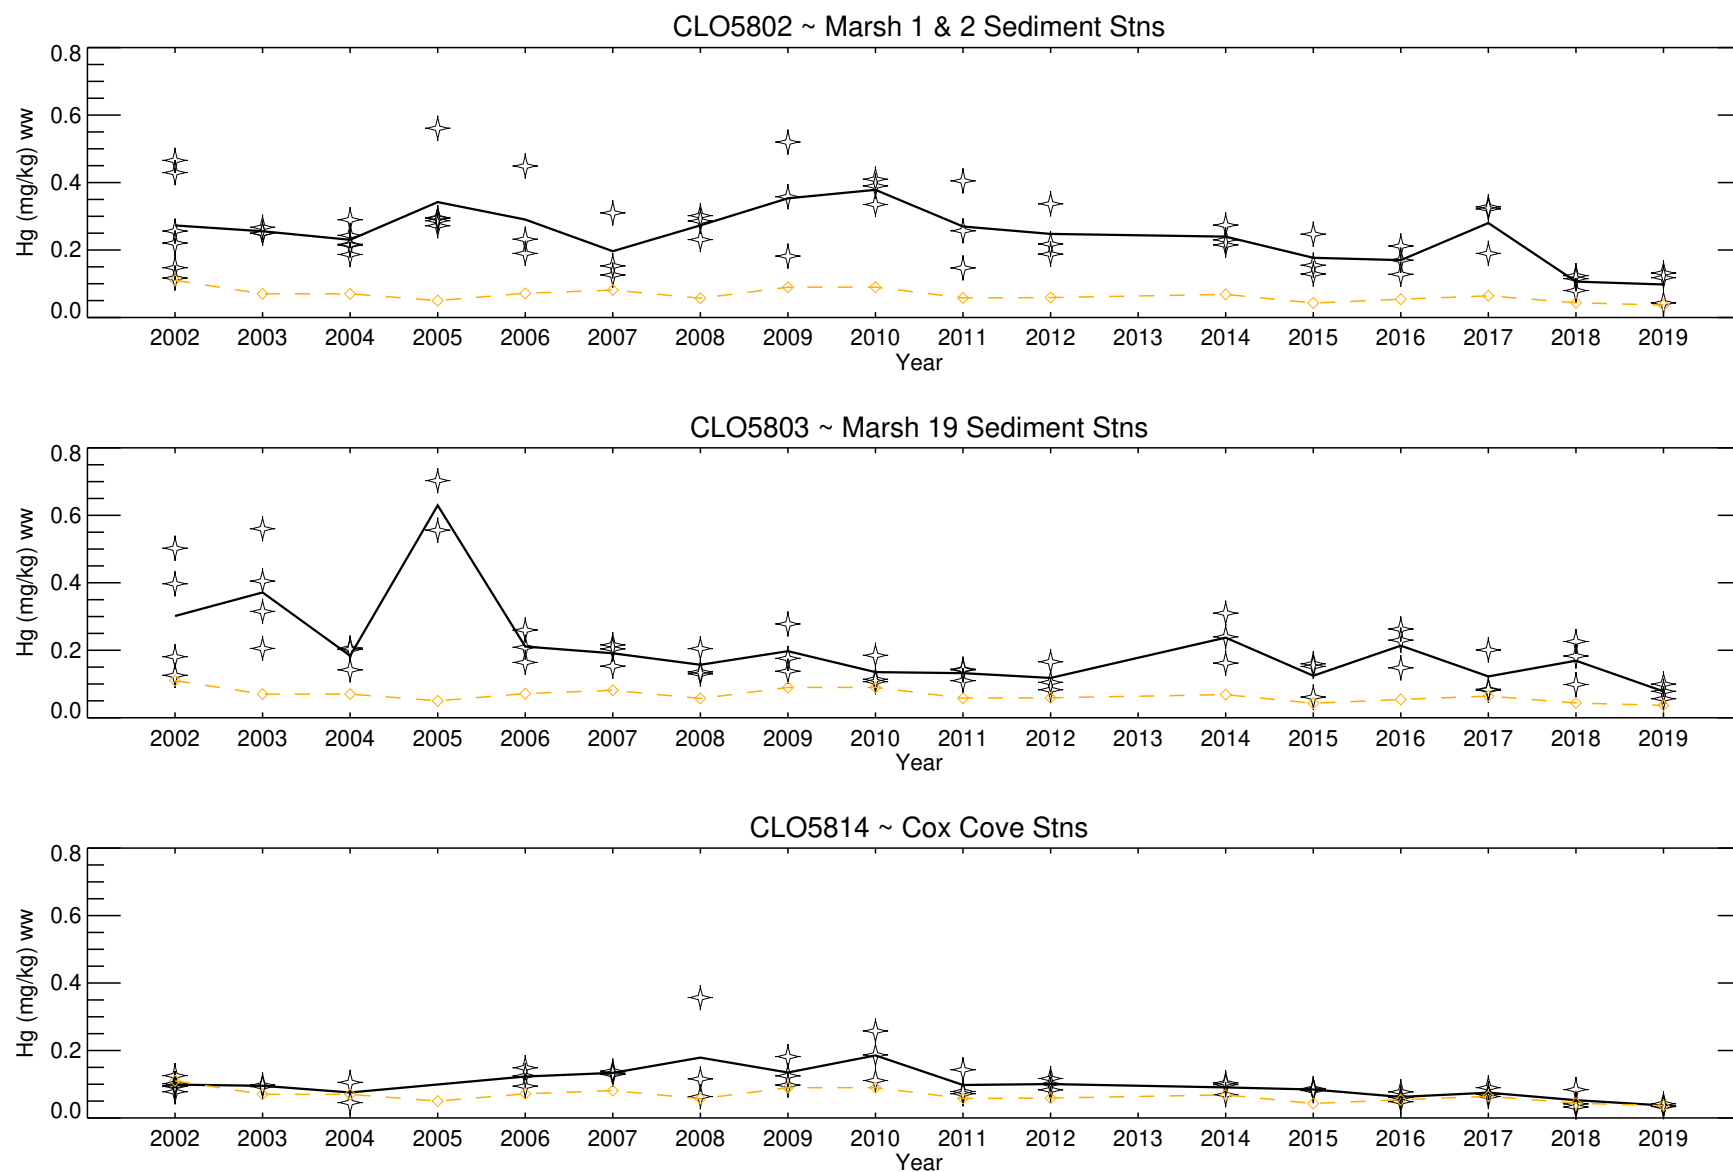 CLO5802 ~ Marsh 1 & 2 Sediment Stns
Hg (mg/kg) ww
0.8
0.6
0.4
0.2
0.0
2002 2003 2004 2005 2006 2007 2008 2009 2010 2011 2012 2013 2014 2015 2016 2017 2018 2019
Year
CLO5803 ~ Marsh 19 Sediment Stns
Hg (mg/kg) ww
0.8
0.6
0.4
0.2
0.0
2002 2003 2004 2005 2006 2007 2008 2009 2010 2011 2012 2013 2014 2015 2016 2017 2018 2019
Year
CLO5814 ~ Cox Cove Stns
Hg (mg/kg) ww
0.8
0.6
0.4
0.2
0.0
2002 2003 2004 2005 2006 2007 2008 2009 2010 2011 2012 2013 2014 2015 2016 2017 2018 2019
Year